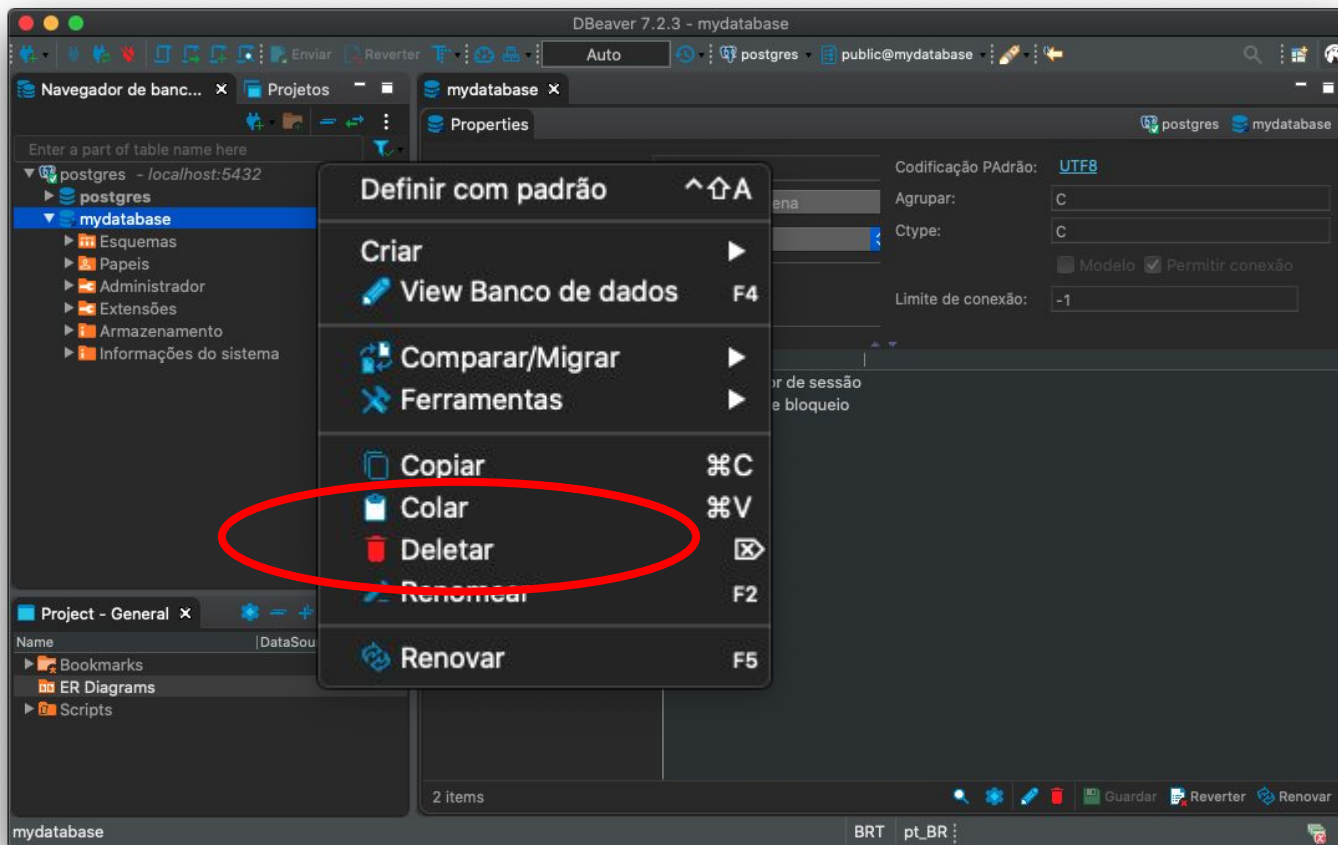 DBeaver 7.2.3 - mydatabase
Enviar Reverter Auto postgres public@mydatabase
Navegador de banc... Projetos
mydatabase
Properties
postgres mydatabase
Enter a part of table name here
postgres - localhost:5432
postgres
mydatabase
Esquemas
Papeis
Administrador
Extensões
Armazenamento
Informações do sistema
Definir com padrão ^⇧A
Criar
View Banco de dados F4
Comparar/Migrar
Ferramentas
Copiar ⌘C
Colar ⌘V
Deletar ⌦
Renomear F2
Renovar F5
ena
Codificação PAdrão: UTF8
Agrupar: C
Ctype: C
Modelo Permitir conexão
Limite de conexão: -1
or de sessão
e bloqueio
Project - General
Name DataSou
Bookmarks
ER Diagrams
Scripts
2 items
Guardar Reverter Renovar
mydatabase BRT pt_BR